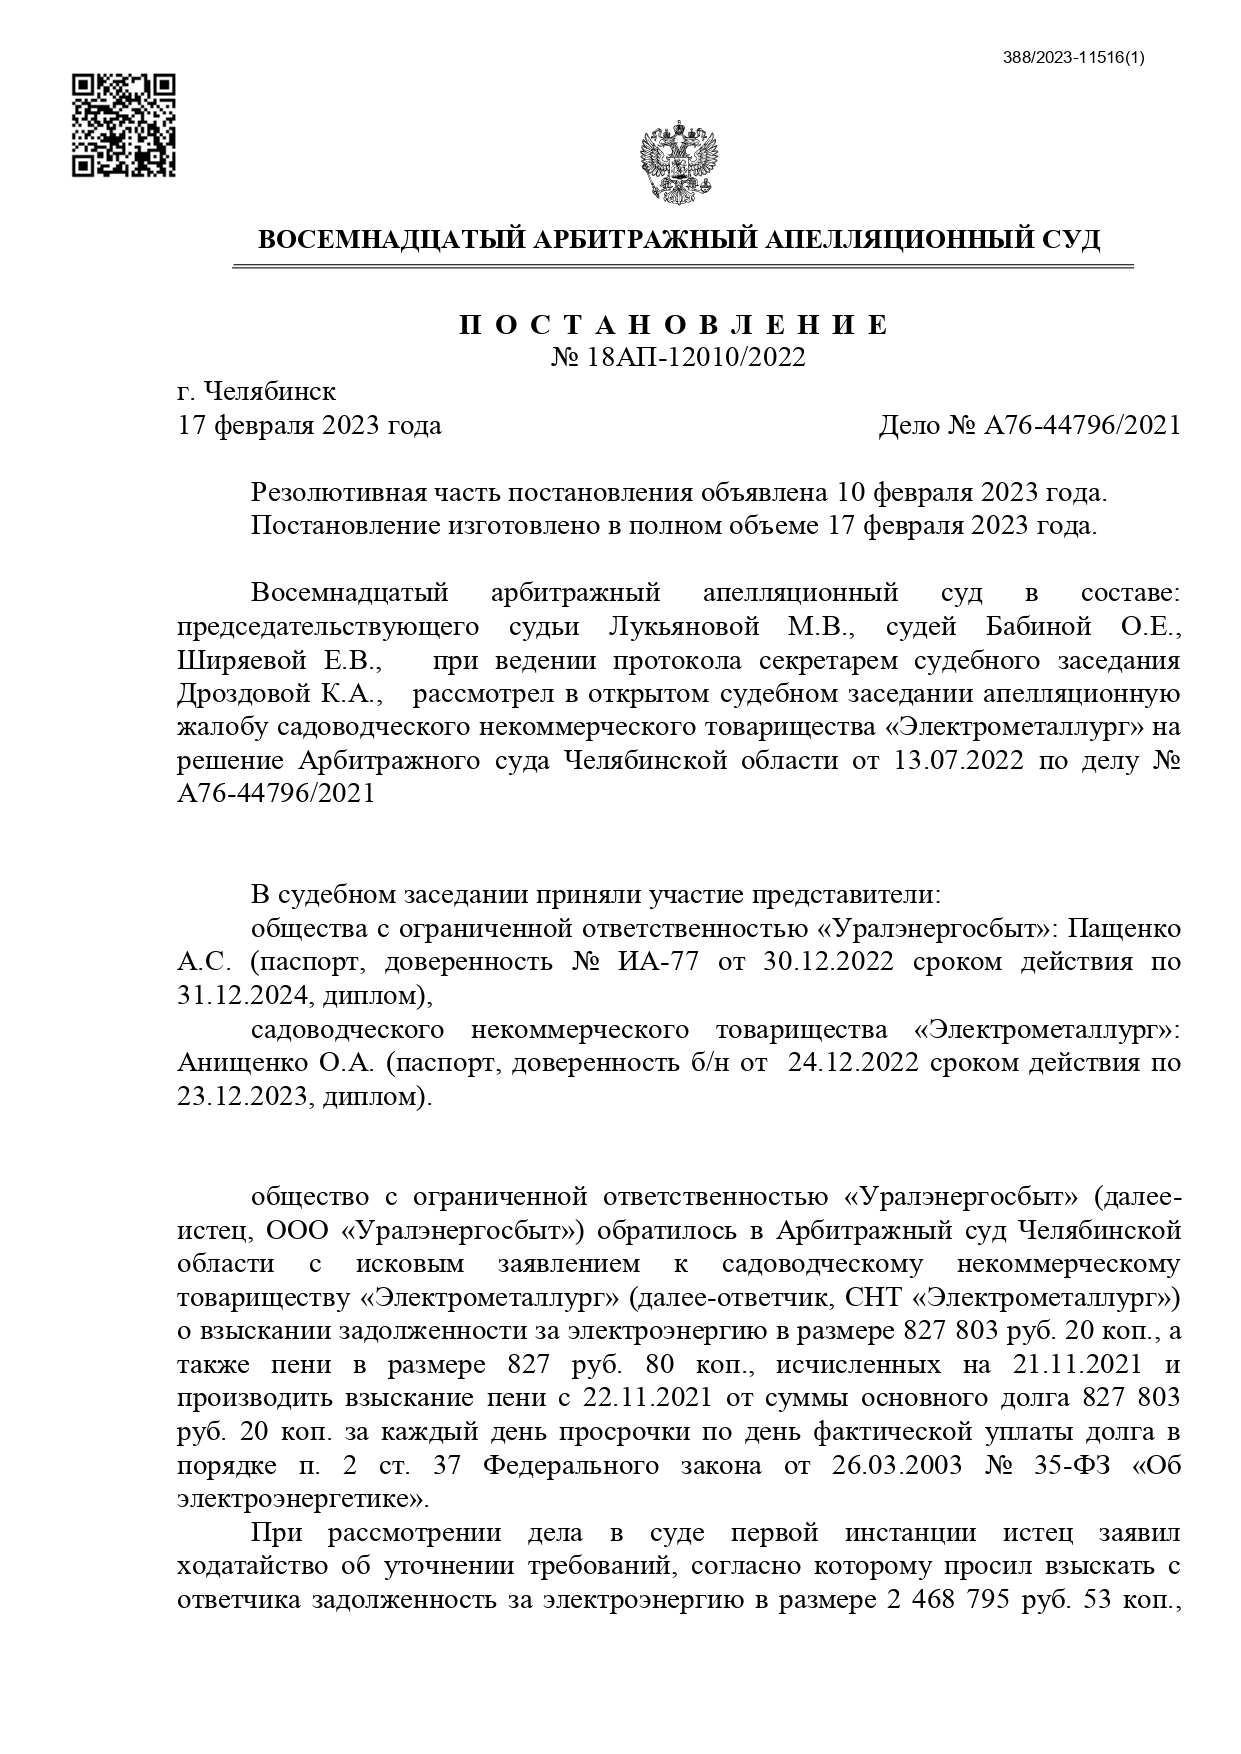 388/2023-11516(1)
ВОСЕМНАДЦАТЫЙ АРБИТРАЖНЫЙ АПЕЛЛЯЦИОННЫЙ СУД
П О С Т А Н О В Л Е Н И Е
№ 18АП-12010/2022
г. Челябинск
17 февраля 2023 года Дело № А76-44796/2021
Резолютивная часть постановления объявлена 10 февраля 2023 года.
Постановление изготовлено в полном объеме 17 февраля 2023 года.
Восемнадцатый арбитражный апелляционный суд в составе:
председательствующего судьи Лукьяновой М.В., судей Бабиной О.Е.,
Ширяевой Е.В., при ведении протокола секретарем судебного заседания
Дроздовой К.А., рассмотрел в открытом судебном заседании апелляционную
жалобу садоводческого некоммерческого товарищества «Электрометаллург» на
решение Арбитражного суда Челябинской области от 13.07.2022 по делу №
А76-44796/2021
В судебном заседании приняли участие представители:
общества с ограниченной ответственностью «Уралэнергосбыт»: Пащенко
А.С. (паспорт, доверенность № ИА-77 от 30.12.2022 сроком действия по
31.12.2024, диплом),
садоводческого некоммерческого товарищества «Электрометаллург»:
Анищенко О.А. (паспорт, доверенность б/н от 24.12.2022 сроком действия по
23.12.2023, диплом).
общество с ограниченной ответственностью «Уралэнергосбыт» (далее-
истец, ООО «Уралэнергосбыт») обратилось в Арбитражный суд Челябинской
области с исковым заявлением к садоводческому некоммерческому
товариществу «Электрометаллург» (далее-ответчик, СНТ «Электрометаллург»)
о взыскании задолженности за электроэнергию в размере 827 803 руб. 20 коп., а
также пени в размере 827 руб. 80 коп., исчисленных на 21.11.2021 и
производить взыскание пени с 22.11.2021 от суммы основного долга 827 803
руб. 20 коп. за каждый день просрочки по день фактической уплаты долга в
порядке п. 2 ст. 37 Федерального закона от 26.03.2003 № 35-ФЗ «Об
электроэнергетике».
При рассмотрении дела в суде первой инстанции истец заявил
ходатайство об уточнении требований, согласно которому просил взыскать с
ответчика задолженность за электроэнергию в размере 2 468 795 руб. 53 коп.,